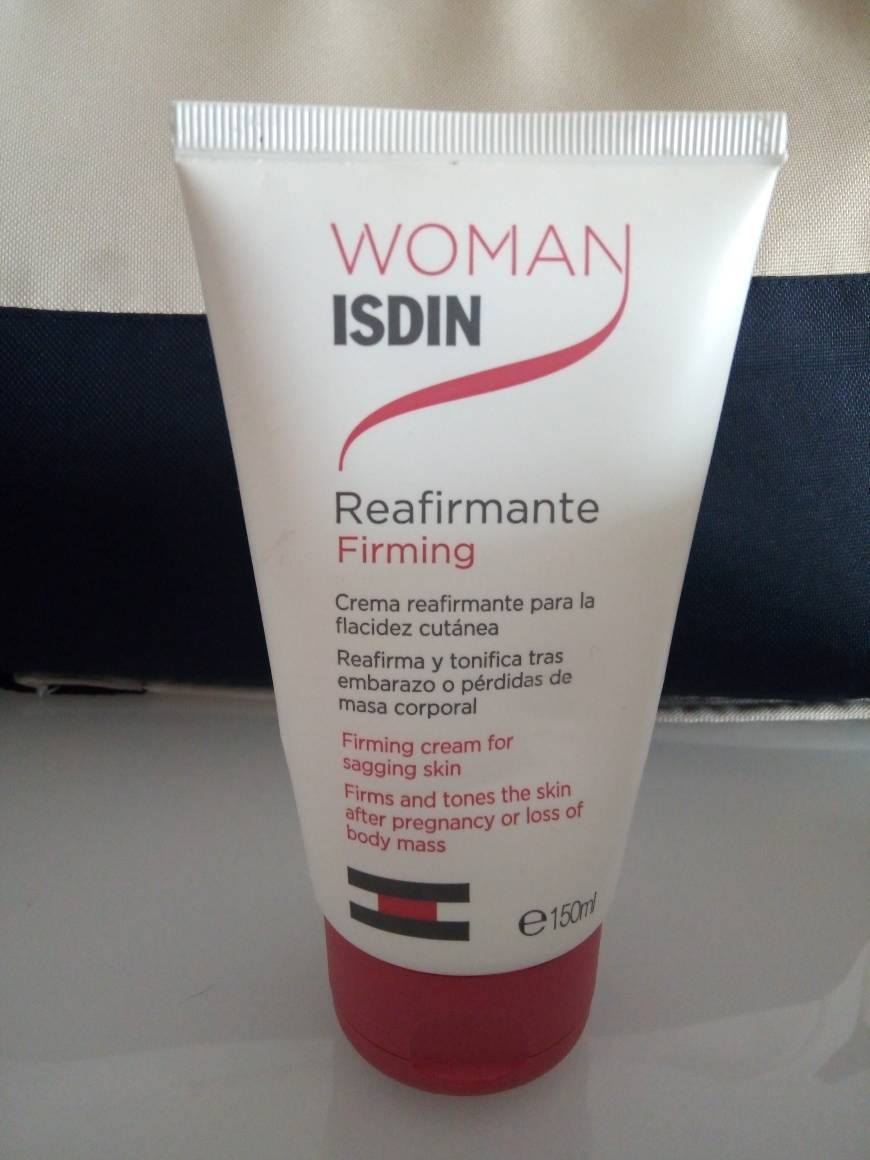 WOMAN
ISDIN
Reafirmante
Firming
Crema reafirmante para la
flacidez cutánea
Reafirma y tonifica tras
embarazo o pérdidas de
masa corporal
Firming cream for
sagging skin
Firms and tones the skin
after pregnancy or loss of
body mass
℮150ml